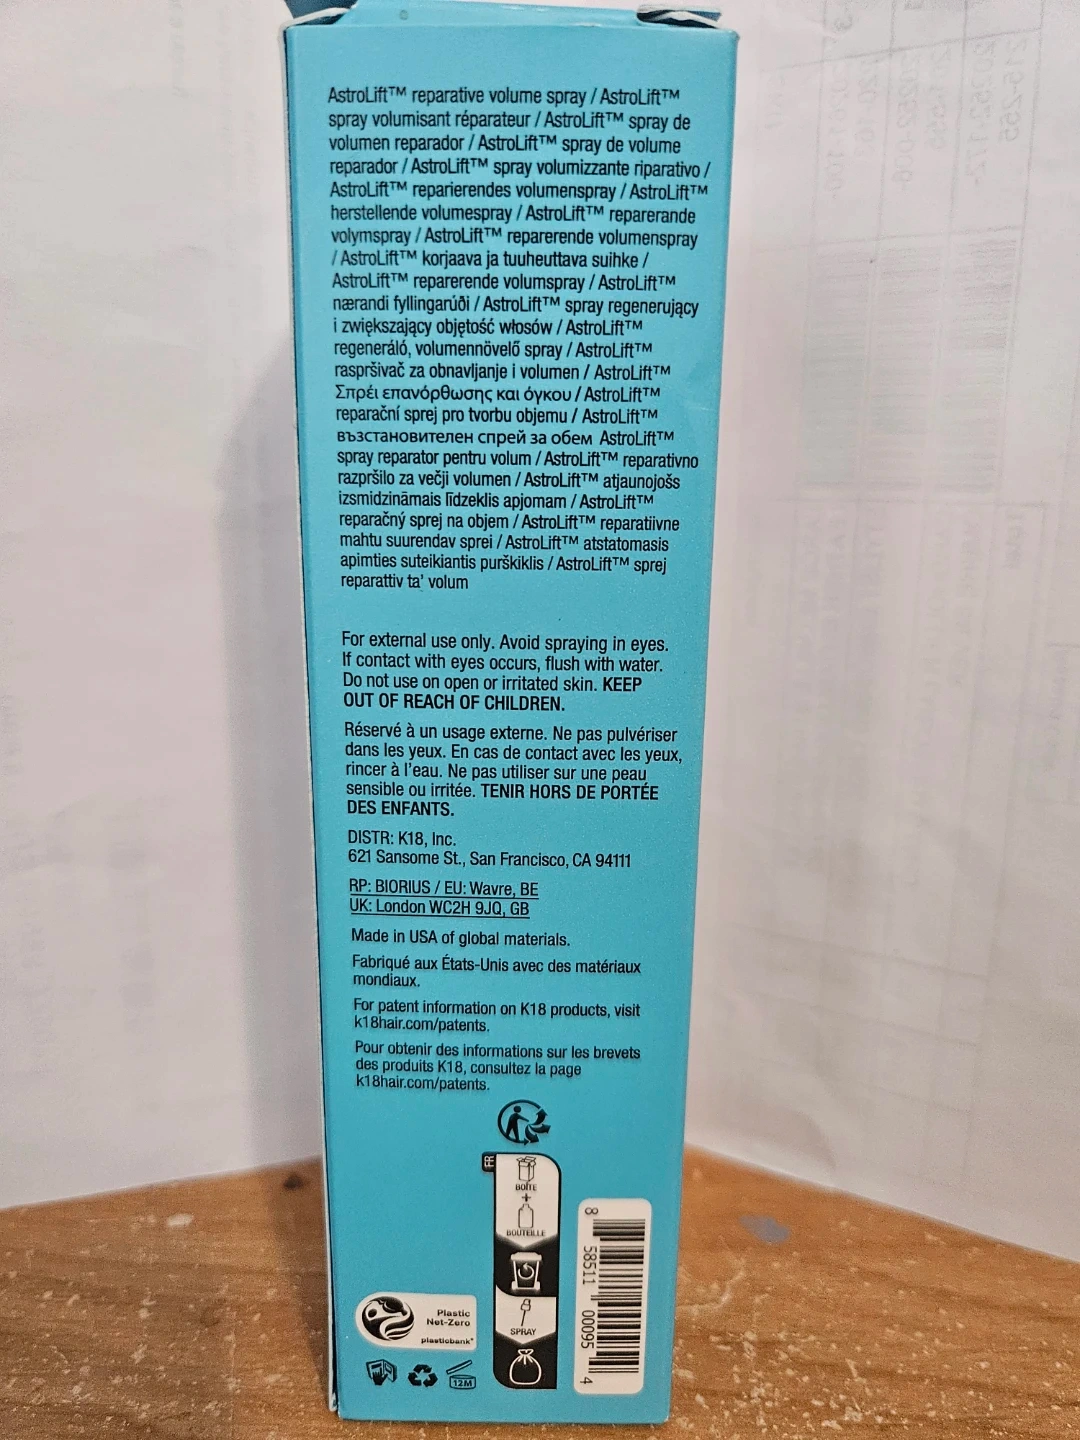 AstroLift™ reparative volume spray / AstroLift™
spray volumisant réparateur / AstroLift™ spray de
volumen reparador / AstroLift™ spray de volume
reparador / AstroLift™ spray volumizzante riparativo /
AstroLift™ reparierendes volumenspray / AstroLift™
herstellende volumespray / AstroLift™ reparerande
volymspray / AstroLift™ reparerende volumenspray
/ AstroLift™ korjaava ja tuuheuttava suihke /
AstroLift™ reparerende volumspray / AstroLift™
nærandi fyllingarúði / AstroLift™ spray regenerujący
i zwiększający objętość włosów / AstroLift™
regeneráló, volumennövelő spray / AstroLift™
raspršivač za obnavljanje i volumen / AstroLift™
Σπρέι επανόρθωσης και όγκου / AstroLift™
reparační sprej pro tvorbu objemu / AstroLift™
възстановителен спрей за обем AstroLift™
spray reparator pentru volum / AstroLift™ reparativno
razpršilo za večji volumen / AstroLift™ atjaunojošs
izsmidzināmais līdzeklis apjomam / AstroLift™
reparačný sprej na objem / AstroLift™ reparatiivne
mahtu suurendav sprei / AstroLift™ atstatomasis
apimties suteikiantis purškiklis / AstroLift™ sprej
reparattiv ta' volum
For external use only. Avoid spraying in eyes.
If contact with eyes occurs, flush with water.
Do not use on open or irritated skin. KEEP
OUT OF REACH OF CHILDREN.
Réservé à un usage externe. Ne pas pulvériser
dans les yeux. En cas de contact avec les yeux,
rincer à l'eau. Ne pas utiliser sur une peau
sensible ou irritée. TENIR HORS DE PORTÉE
DES ENFANTS.
DISTR: K18, Inc.
621 Sansome St., San Francisco, CA 94111
RP: BIORIUS / EU: Wavre, BE
UK: London WC2H 9JQ, GB
Made in USA of global materials.
Fabriqué aux États-Unis avec des matériaux
mondiaux.
For patent information on K18 products, visit
k18hair.com/patents.
Pour obtenir des informations sur les brevets
des produits K18, consultez la page
k18hair.com/patents.
FR
BOÎTE
+
BOUTEILLE
SPRAY
Plastic
Net-Zero
plasticbank®
12M
8 58511 00095 4